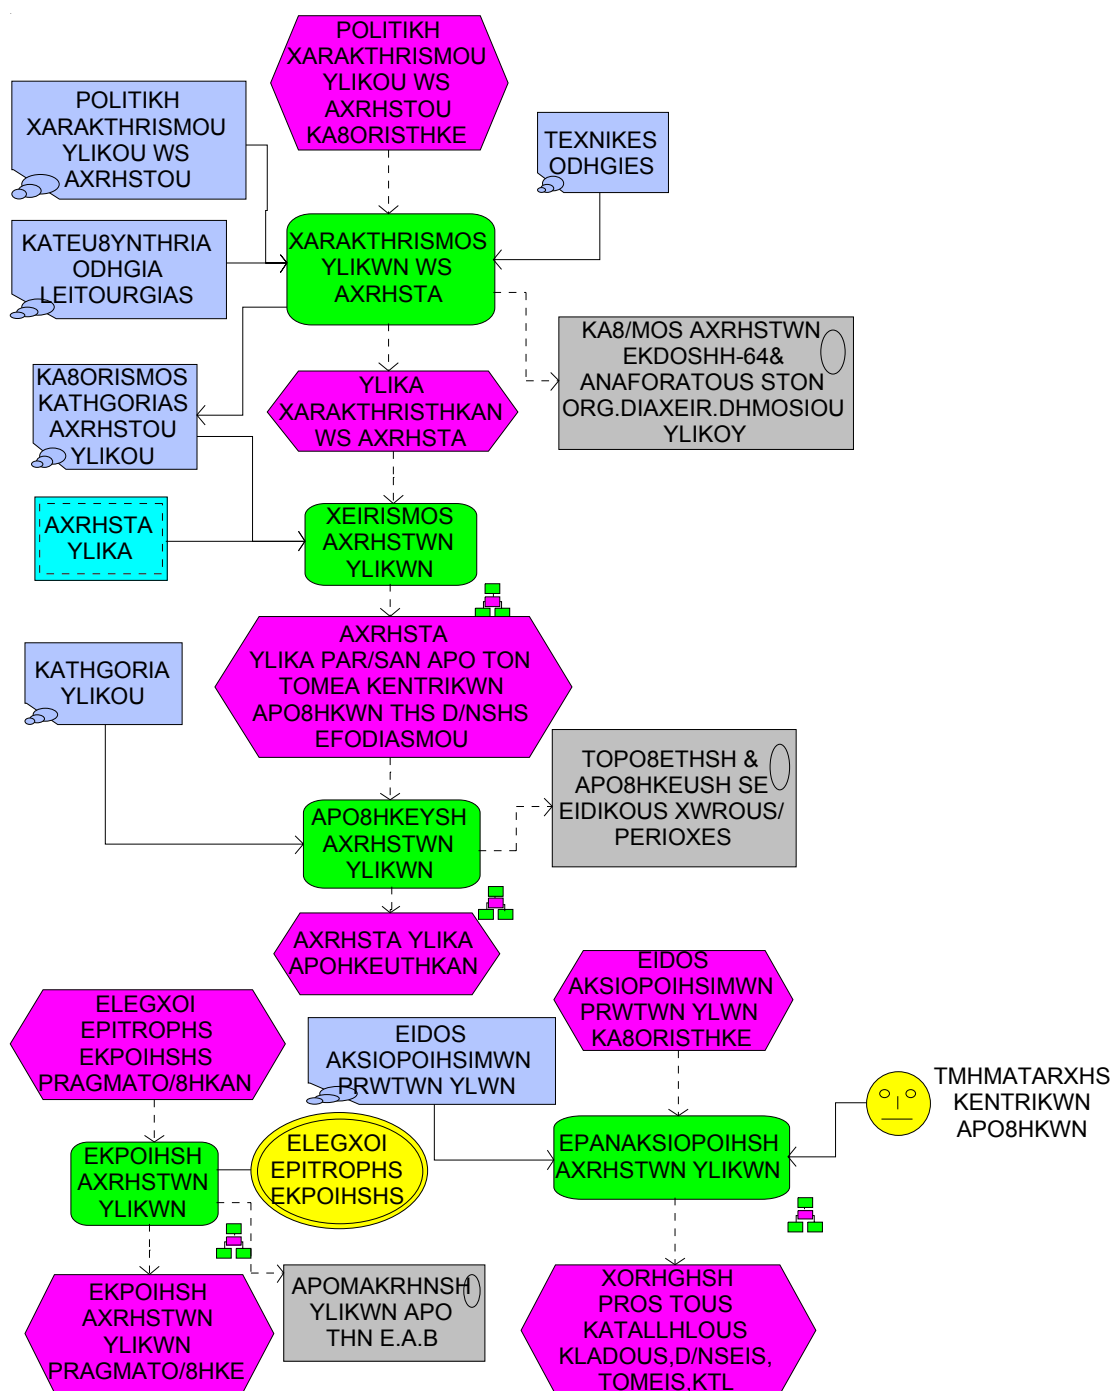 POLITIKH
XARAKTHRISMOU
YLIKOU WS
AXRHSTOU
KA8ORISTHKE
POLITIKH
XARAKTHRISMOU
YLIKOU WS
AXRHSTOU
TEXNIKES
ODHGIES
KATEU8YNTHRIA
ODHGIA
LEITOURGIAS
XARAKTHRISMOS
YLIKWN WS
AXRHSTA
KA8/MOS AXRHSTWN
EKDOSHH-64&
ANAFORATOUS STON
ORG.DIAXEIR.DHMOSIOU
YLIKOY
KA8ORISMOS
KATHGORIAS
AXRHSTOU
YLIKOU
YLIKA
XARAKTHRISTHKAN
WS AXRHSTA
AXRHSTA
YLIKA
XEIRISMOS
AXRHSTWN
YLIKWN
AXRHSTA
YLIKA PAR/SAN APO TON
TOMEA KENTRIKWN
APO8HKWN THS D/NSHS
EFODIASMOU
KATHGORIA
YLIKOU
TOPO8ETHSH &
APO8HKEUSH SE
EIDIKOUS XWROUS/
PERIOXES
APO8HKEYSH
AXRHSTWN
YLIKWN
AXRHSTA YLIKA
APOHKEUTHKAN
EIDOS
AKSIOPOIHSIMWN
PRWTWN YLWN
KA8ORISTHKE
ELEGXOI
EPITROPHS
EKPOIHSHS
PRAGMATO/8HKAN
EIDOS
AKSIOPOIHSIMWN
PRWTWN YLWN
TMHMATARXHS
KENTRIKWN
APO8HKWN
EKPOIHSH
AXRHSTWN
YLIKWN
ELEGXOI
EPITROPHS
EKPOIHSHS
EPANAKSIOPOIHSH
AXRHSTWN YLIKWN
EKPOIHSH
AXRHSTWN
YLIKWN
PRAGMATO/8HKE
APOMAKRHNSH
YLIKWN APO
THN E.A.B
XORHGHSH
PROS TOUS
KATALLHLOUS
KLADOUS,D/NSEIS,
TOMEIS,KTL